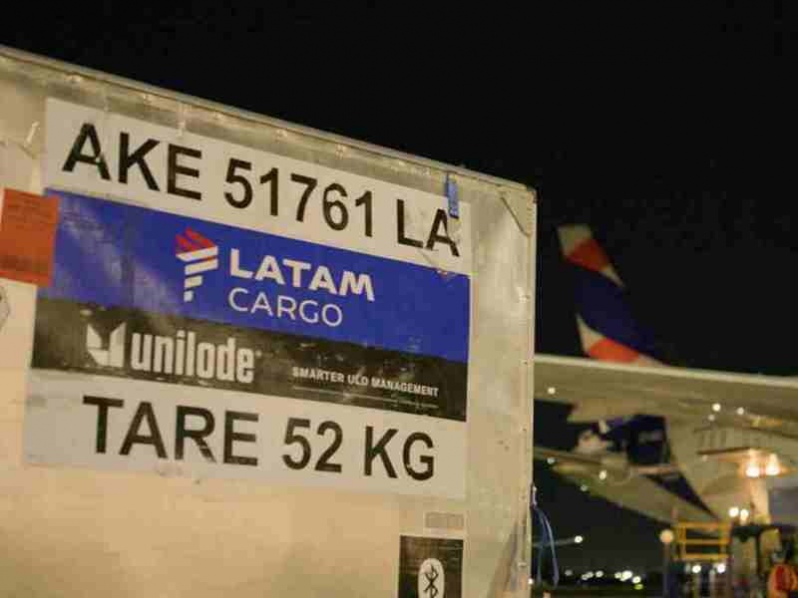 AKE 51761 LA
LATAM
CARGO
unilode
SMARTER ULD MANAGEMENT
TARE 52 KG